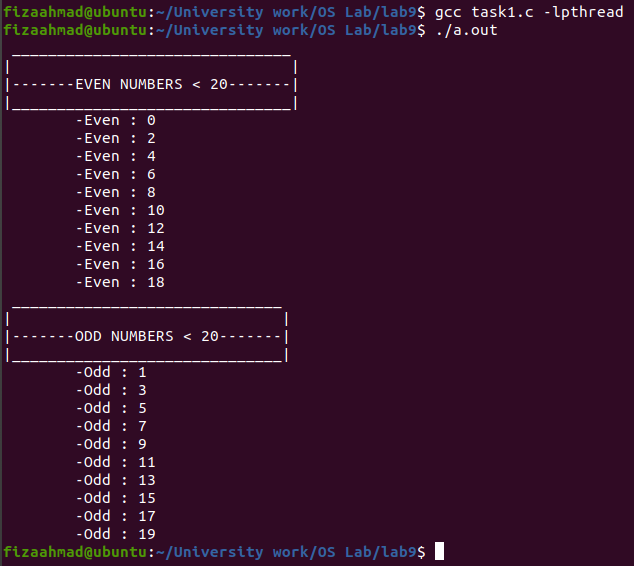 fizaahmad@ubuntu:~/University work/OS Lab/lab9$ gcc task1.c -lpthread
fizaahmad@ubuntu:~/University work/OS Lab/lab9$ ./a.out
 _______________________________
|                               |
|-------EVEN NUMBERS < 20-------|
|_______________________________|
        -Even : 0
        -Even : 2
        -Even : 4
        -Even : 6
        -Even : 8
        -Even : 10
        -Even : 12
        -Even : 14
        -Even : 16
        -Even : 18
 ______________________________
|                              |
|-------ODD NUMBERS < 20-------|
|______________________________|
        -Odd : 1
        -Odd : 3
        -Odd : 5
        -Odd : 7
        -Odd : 9
        -Odd : 11
        -Odd : 13
        -Odd : 15
        -Odd : 17
        -Odd : 19
fizaahmad@ubuntu:~/University work/OS Lab/lab9$